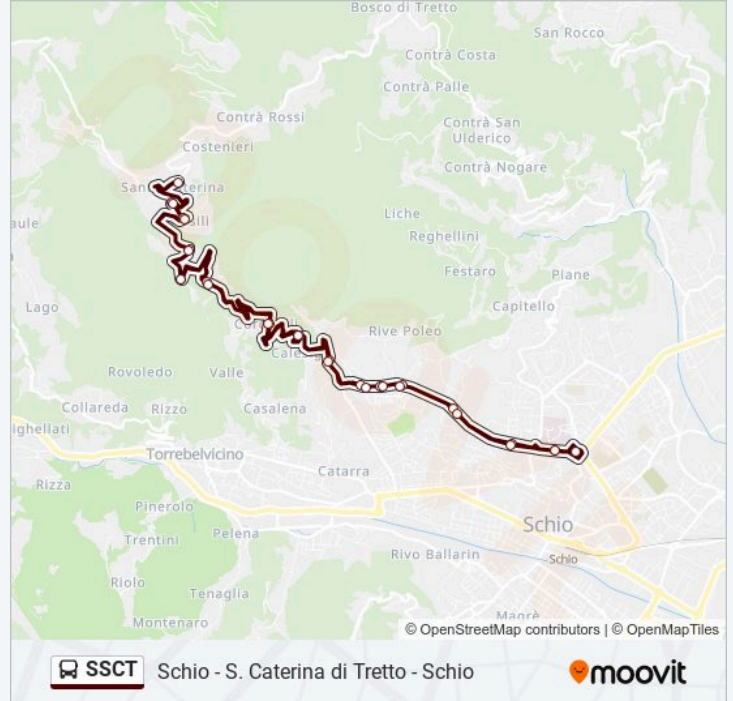 Bosco di Tretto
San Rocco
Contrà Costa
Contrà Palle
Contrà Rossi
Contrà San
Ulderico
Costenieri
Contrà Nogare
Liche
Reghellini
aule
Festaro
Plane
Capitello
Lago
Rive Poleo
Rovoledo
Valle
Collareda
Rizzo
Casalena
ighellati
Torrebelvicino
Catarra
Rizza
Pinerolo
Schio
Trentini
Pelena
Rivo Ballarin
Schio
Riolo
Tenaglia
Montenaro
Magrè
© OpenStreetMap contributors | © OpenMapTiles
SSCT
Schio - S. Caterina di Tretto - Schio
moovit